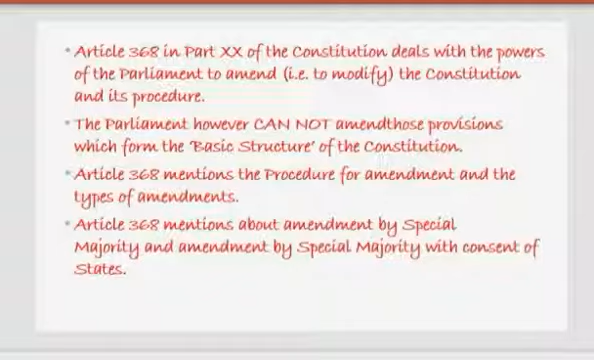 • Article 368 in Part XX of the Constitution deals with the powers
of the Parliament to amend (i.e. to modify) the Constitution
and its procedure.
• The Parliament however CAN NOT amendthose provisions
which form the 'Basic Structure' of the Constitution.
• Article 368 mentions the Procedure for amendment and the
types of amendments.
• Article 368 mentions about amendment by Special
Majority and amendment by Special Majority with consent of
States.